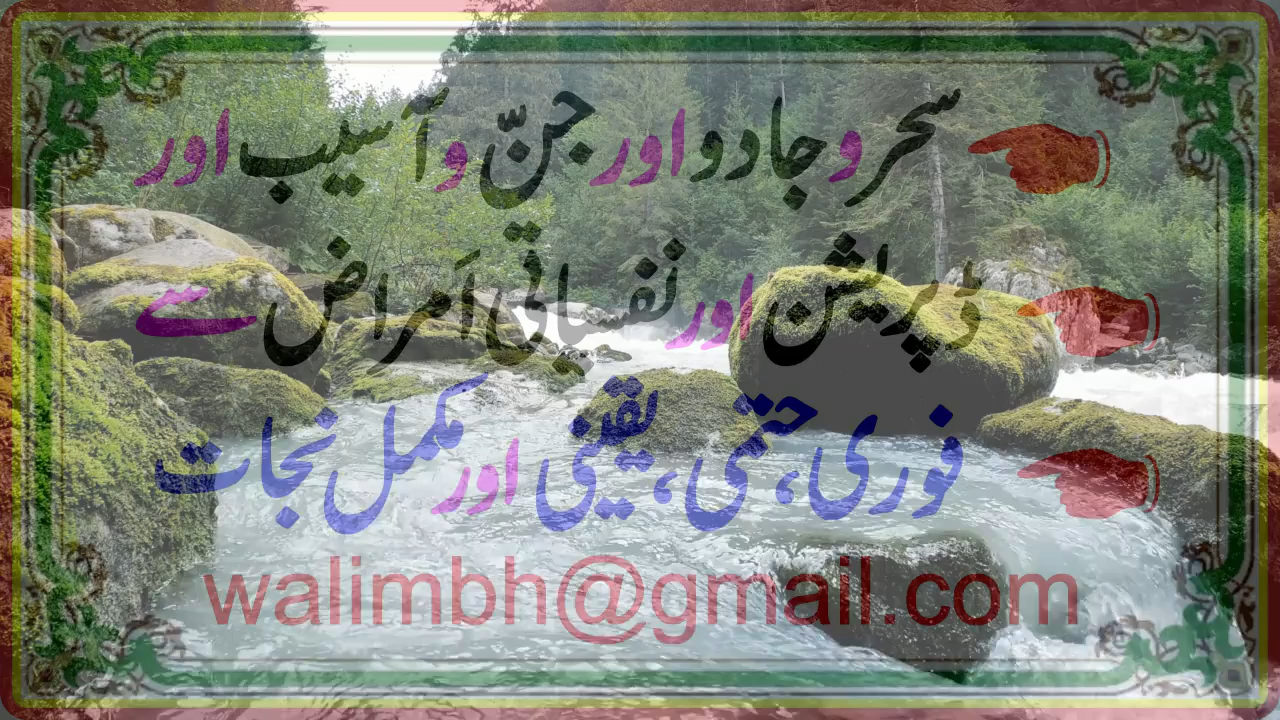 سحر و جادو اور جنّ و آسیب اور
ڈپریشن اور نفسیاتی اَمراض سے
فوری، حتمی، یقینی اور مکمل نجات
walimbh@gmail.com